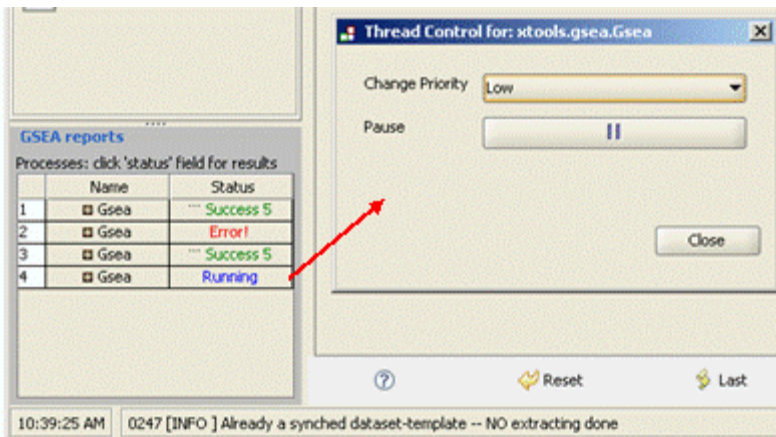 Thread Control for: xtools.gsea.Gsea
Change Priority Low
Pause
Close
GSEA reports
Processes: click 'status' field for results
Name Status
1 Gsea Success 5
2 Gsea Error!
3 Gsea Success 5
4 Gsea Running
Reset Last
10:39:25 AM 0247 [INFO ] Already a synched dataset-template -- NO extracting done